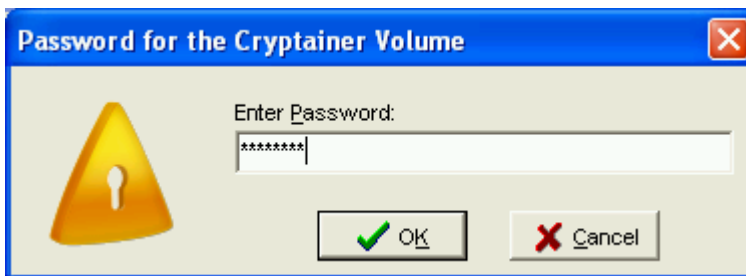 Password for the Cryptainer Volume
Enter Password:
********
OK
Cancel